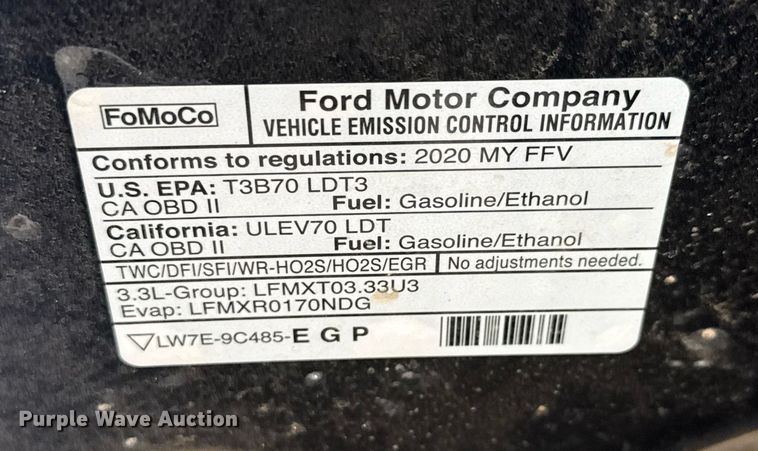 FoMoCo
Ford Motor Company
VEHICLE EMISSION CONTROL INFORMATION
Conforms to regulations: 2020 MY FFV
U.S. EPA: T3B70 LDT3
CA OBD II Fuel: Gasoline/Ethanol
California: ULEV70 LDT
CA OBD II Fuel: Gasoline/Ethanol
TWC/DFI/SFI/WR-HO2S/HO2S/EGR No adjustments needed.
3.3L-Group: LFMXT03.33U3
Evap: LFMXR0170NDG
LW7E-9C485-E G P
Purple Wave Auction